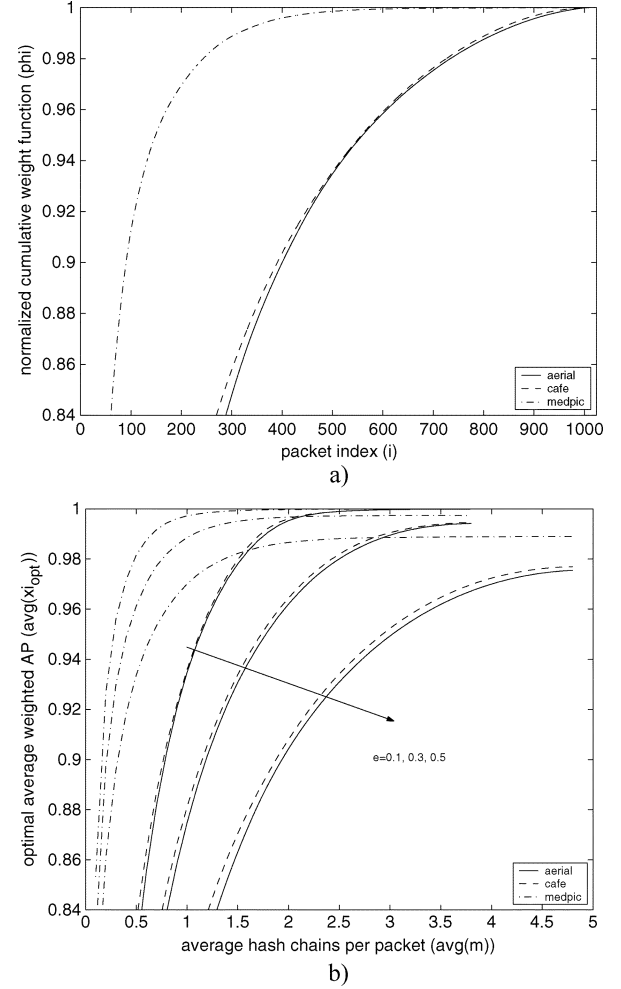 1
0.98
0.96
0.94
0.92
0.9
0.88
0.86
0.84
normalized cumulative weight function (phi)
0 100 200 300 400 500 600 700 800 900 1000
packet index (i)
aerial
cafe
medpic
a)
1
0.98
0.96
0.94
0.92
0.9
0.88
0.86
0.84
optimal average weighted AP (avg(xi_opt))
e=0.1, 0.3, 0.5
0 0.5 1 1.5 2 2.5 3 3.5 4 4.5 5
average hash chains per packet (avg(m))
aerial
cafe
medpic
b)